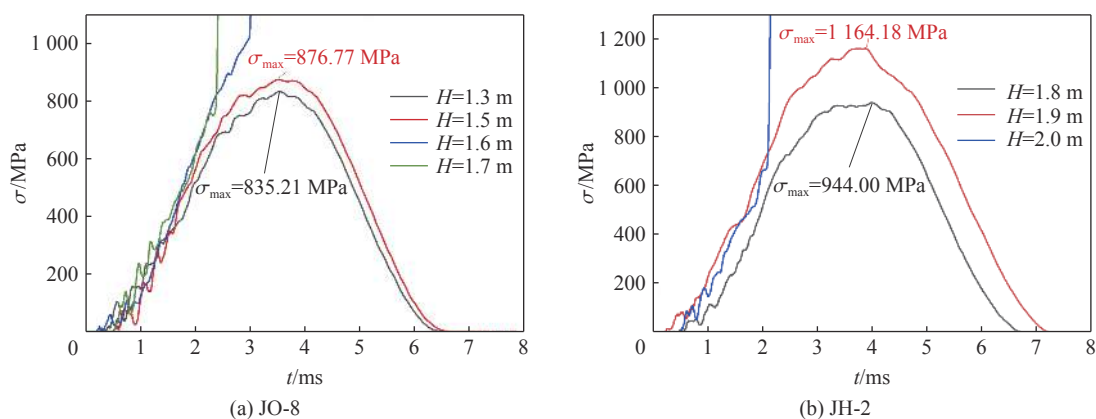 1 000
800
600
400
200
0
σ/MPa
σmax=876.77 MPa
σmax=835.21 MPa
H=1.3 m
H=1.5 m
H=1.6 m
H=1.7 m
1 2 3 4 5 6 7 8
t/ms
(a) JO-8
1 200
1 000
800
600
400
200
0
σ/MPa
σmax=1 164.18 MPa
σmax=944.00 MPa
H=1.8 m
H=1.9 m
H=2.0 m
1 2 3 4 5 6 7 8
t/ms
(b) JH-2